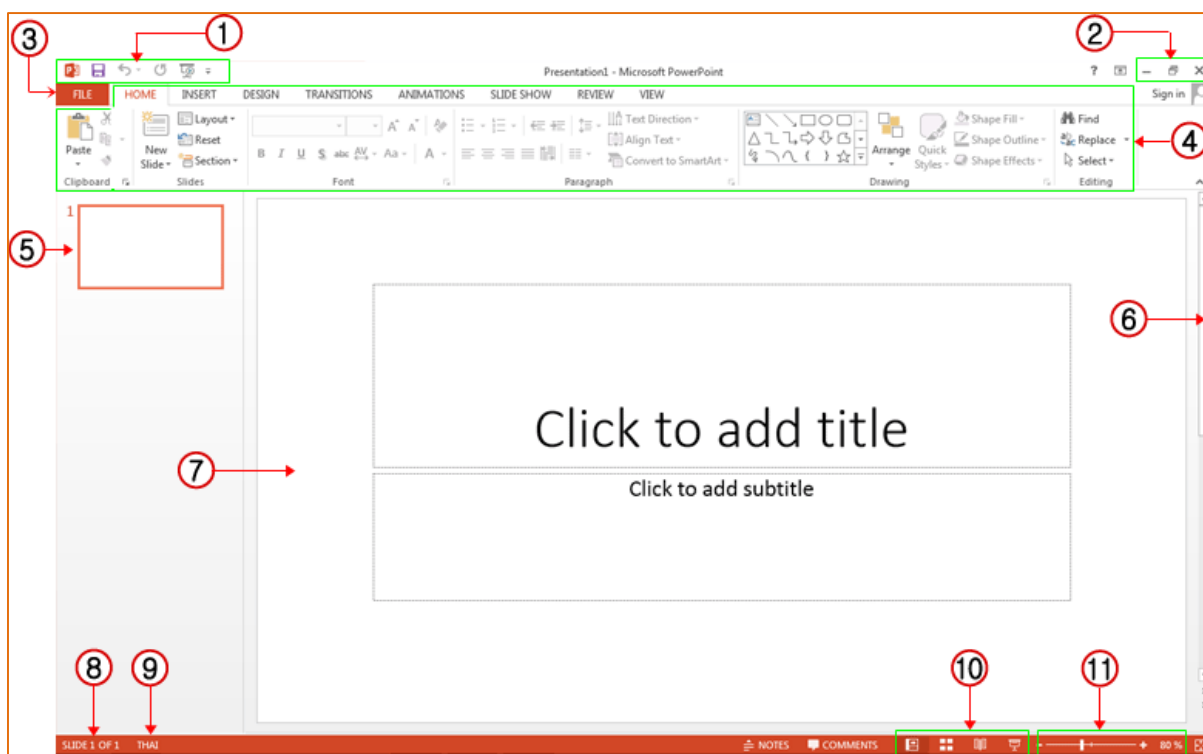 3 1 2
Presentation1 - Microsoft PowerPoint ?
FILE HOME INSERT DESIGN TRANSITIONS ANIMATIONS SLIDE SHOW REVIEW VIEW Sign in
Paste
New Slide
Layout
Reset
Section
B I U S abc AV Aa A
A A
Text Direction
Align Text
Convert to SmartArt
Arrange
Quick Styles
Shape Fill
Shape Outline
Shape Effects
Find
Replace
Select
4
Clipboard Slides Font Paragraph Drawing Editing
1
5
6
Click to add title
7
Click to add subtitle
8 9 10 11
SLIDE 1 OF 1 THAI NOTES COMMENTS - + 80 %